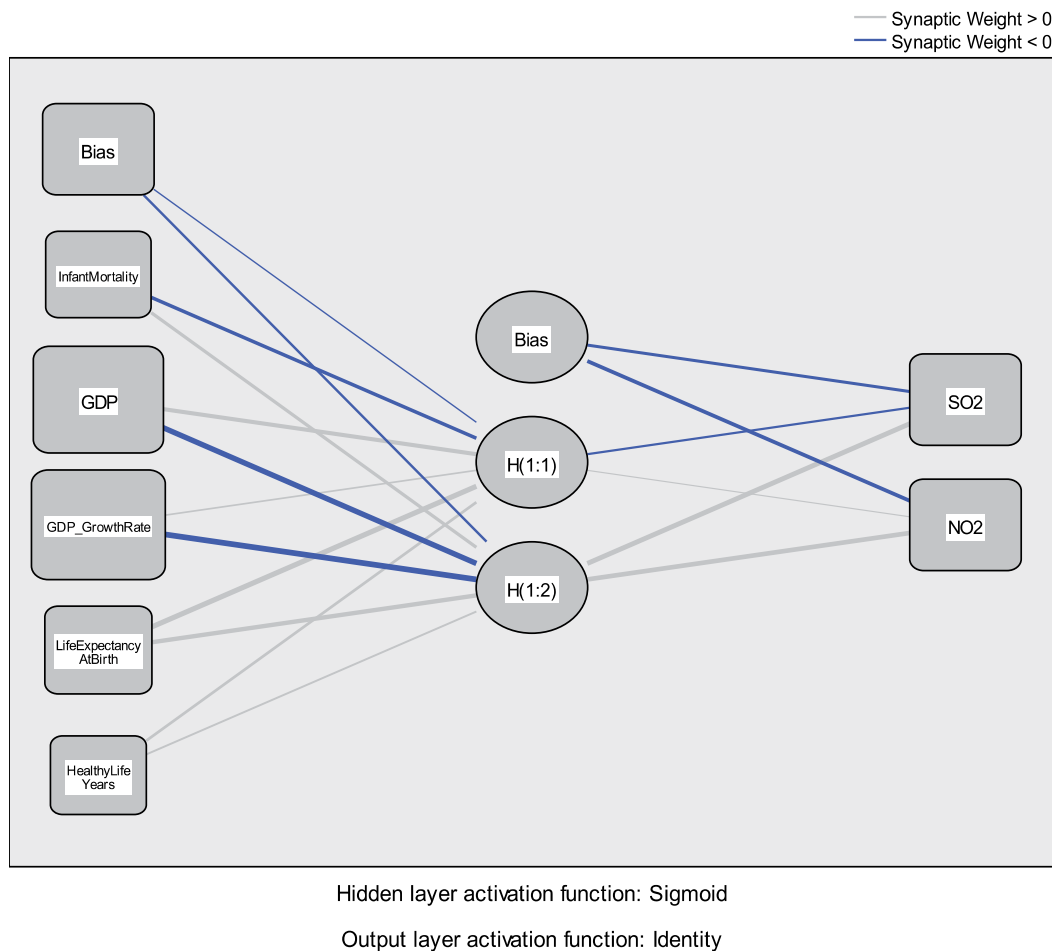 Synaptic Weight > 0
Synaptic Weight < 0
Bias
InfantMortality
GDP
GDP_GrowthRate
LifeExpectancy
AtBirth
HealthyLife
Years
Bias
H(1:1)
H(1:2)
SO2
NO2
Hidden layer activation function: Sigmoid
Output layer activation function: Identity